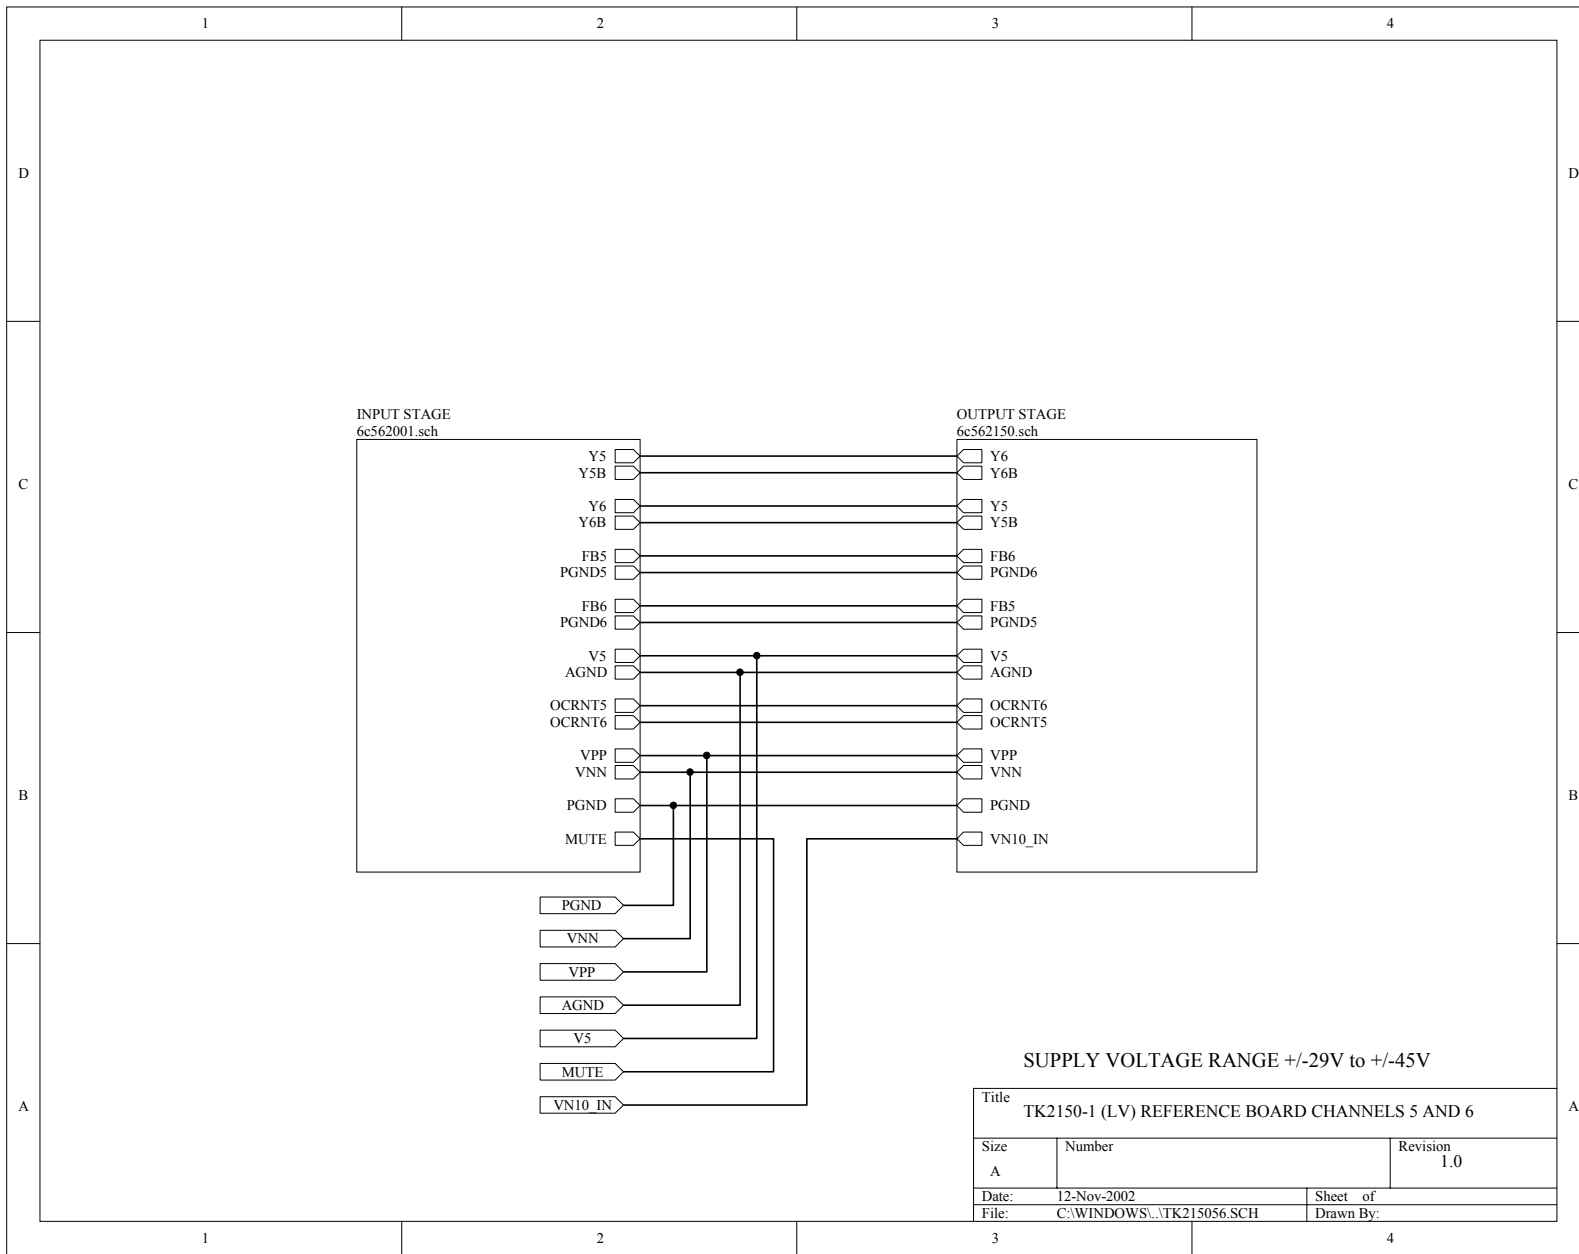 1 2 3 4
D D
INPUT STAGE OUTPUT STAGE
6c562001.sch 6c562150.sch
Y5 Y6
Y5B Y6B
C C
Y6 Y5
Y6B Y5B
FB5 FB6
PGND5 PGND6
FB6 FB5
PGND6 PGND5
V5 V5
AGND AGND
OCRNT5 OCRNT6
OCRNT6 OCRNT5
VPP VPP
VNN VNN
B B
PGND PGND
MUTE VN10_IN
PGND
VNN
VPP
AGND
V5
SUPPLY VOLTAGE RANGE +/-29V to +/-45V
MUTE
Title
A VN10_IN TK2150-1 (LV) REFERENCE BOARD CHANNELS 5 AND 6 A
Size Number Revision
A 1.0
Date: 12-Nov-2002 Sheet of
File: C:\WINDOWS\..\TK215056.SCH Drawn By:
1 2 3 4